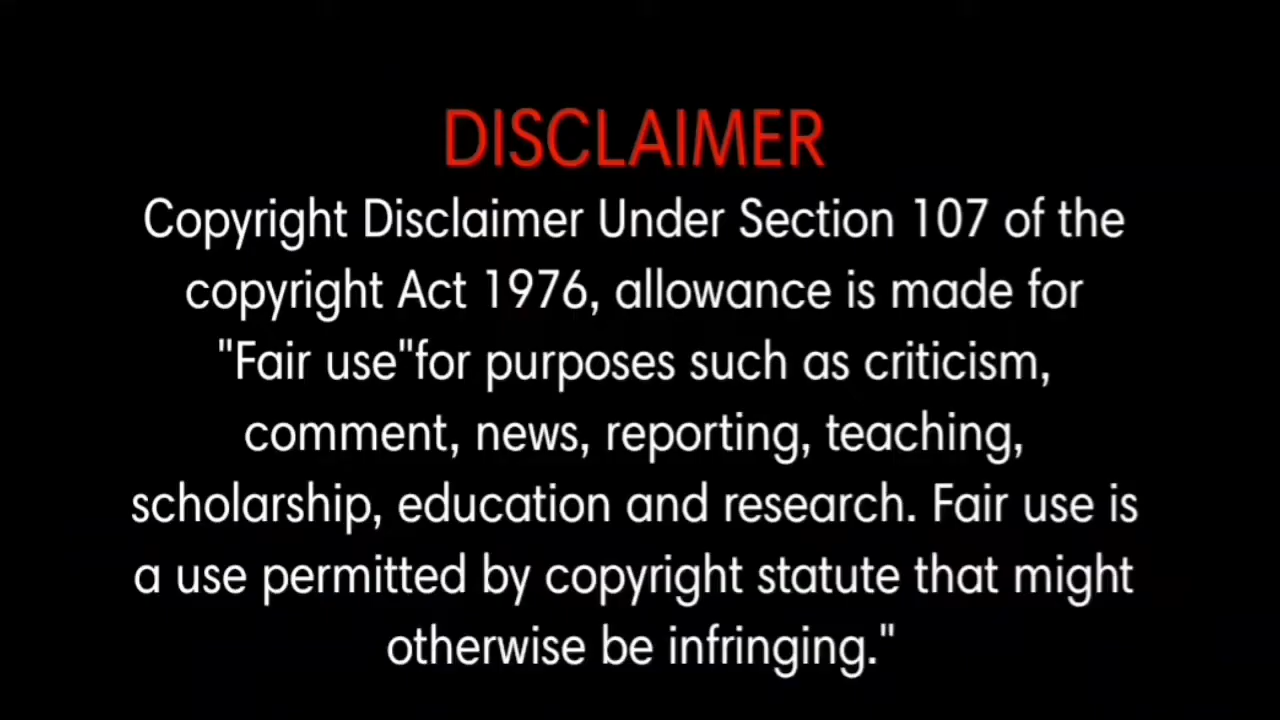 DISCLAIMER
Copyright Disclaimer Under Section 107 of the
copyright Act 1976, allowance is made for
"Fair use"for purposes such as criticism,
comment, news, reporting, teaching,
scholarship, education and research. Fair use is
a use permitted by copyright statute that might
otherwise be infringing."